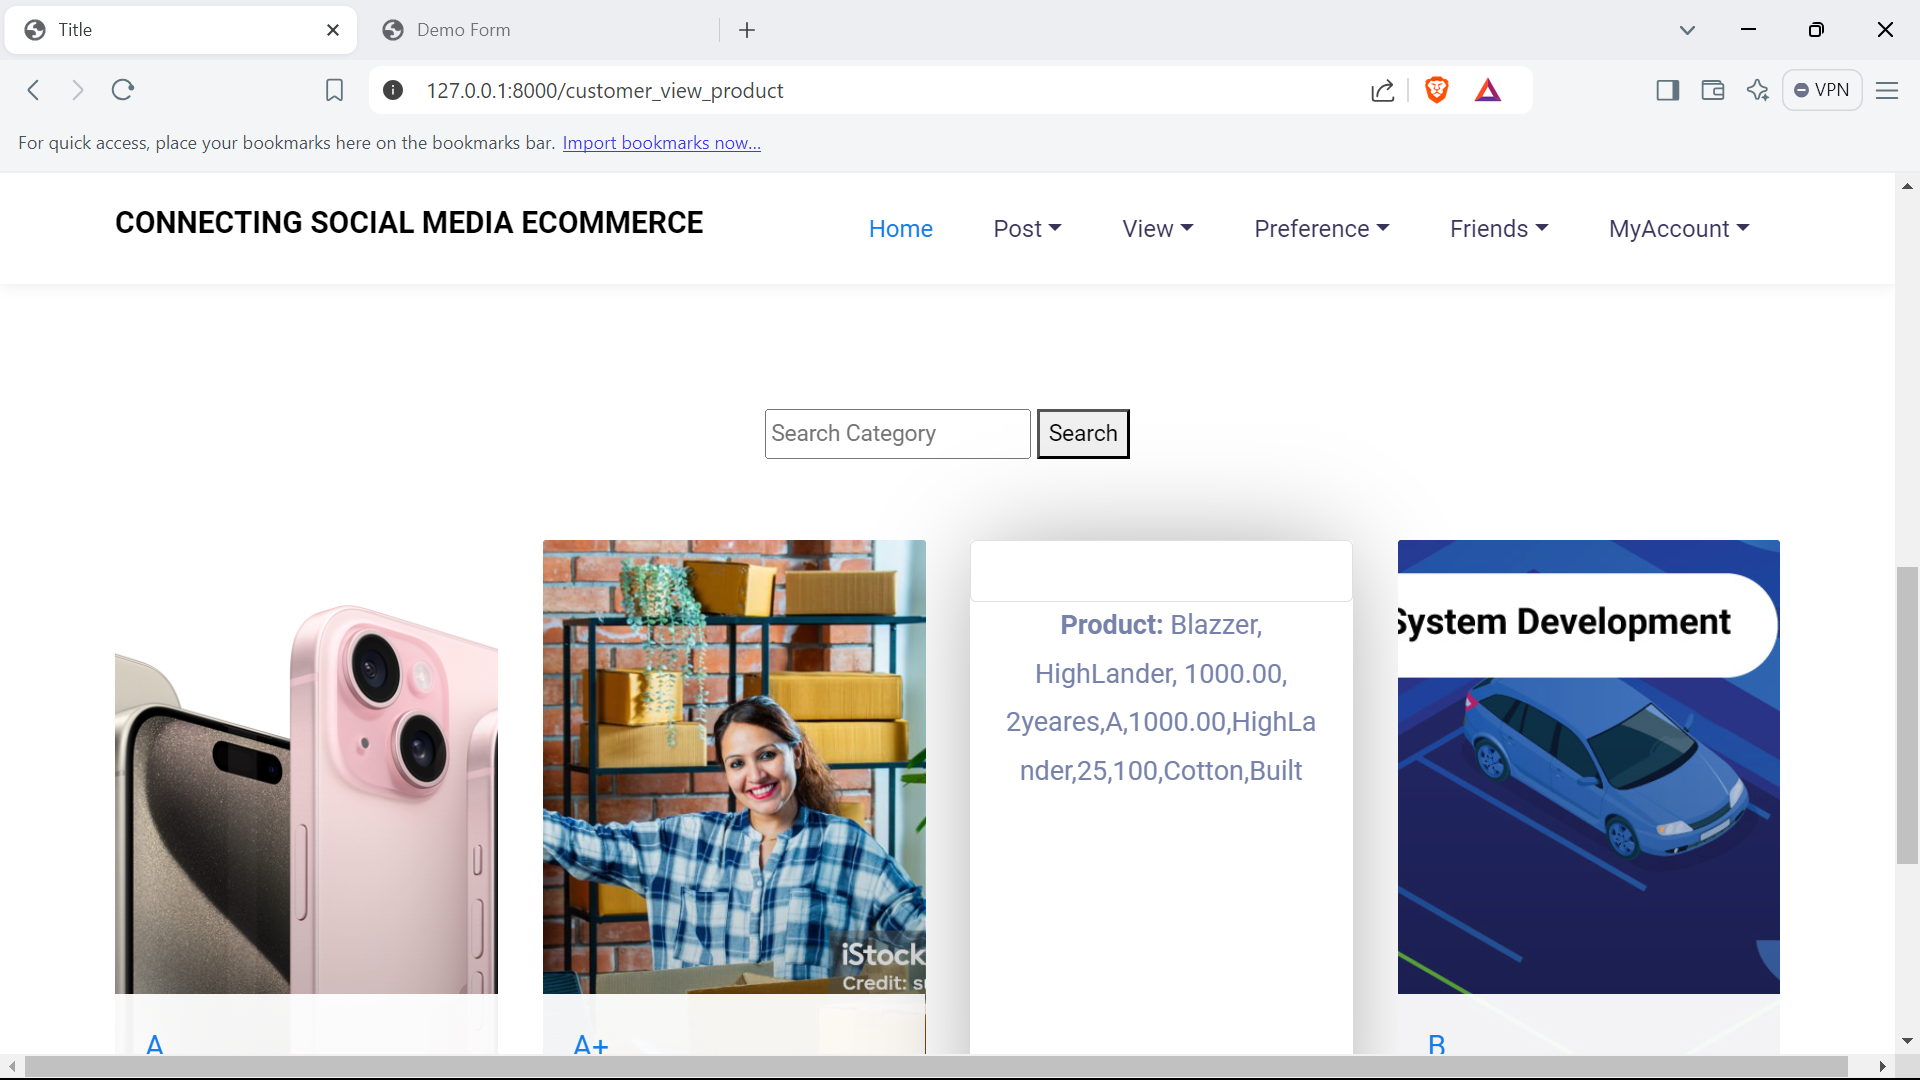 Title
Demo Form
127.0.0.1:8000/customer_view_product
VPN
For quick access, place your bookmarks here on the bookmarks bar. Import bookmarks now...
CONNECTING SOCIAL MEDIA ECOMMERCE
Home
Post
View
Preference
Friends
MyAccount
Search Category
Search
System Development
Product: Blazzer,
HighLander, 1000.00,
2yeares,A,1000.00,HighLa
nder,25,100,Cotton,Built
iStock
Credit:
A
A+
B